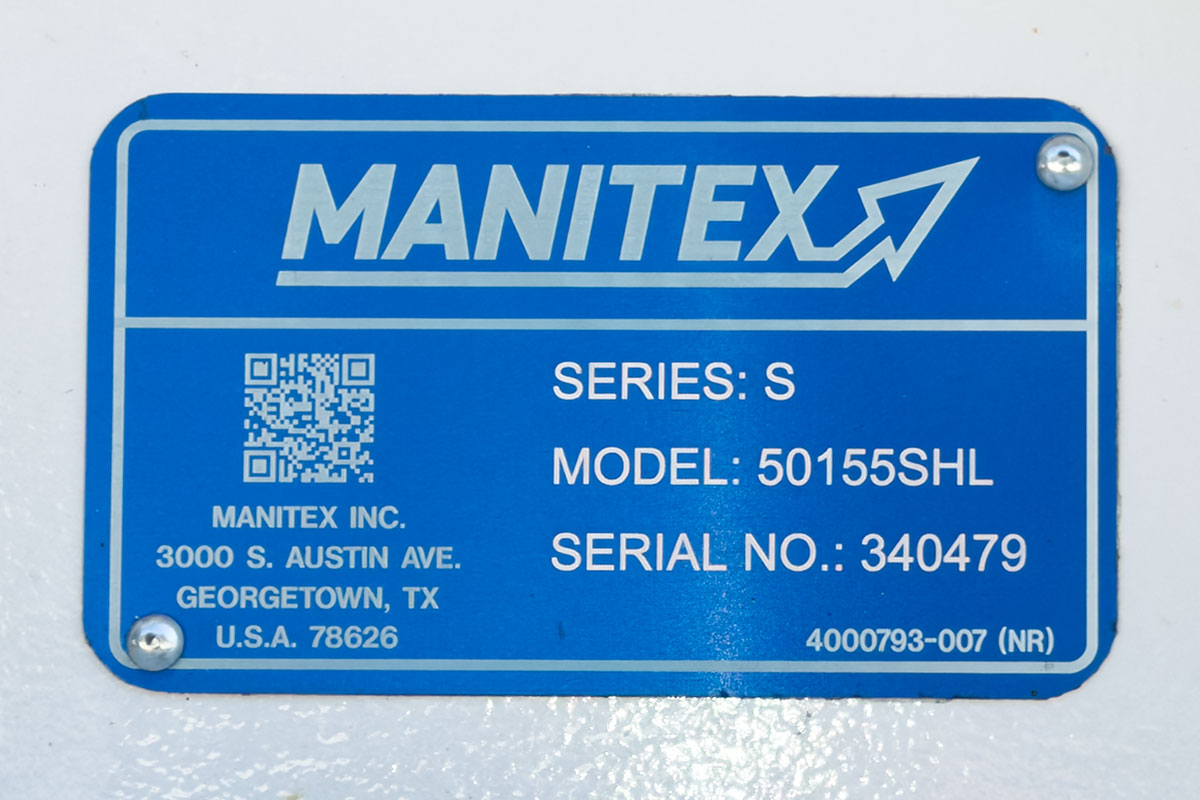 MANITEX
SERIES: S
MODEL: 50155SHL
SERIAL NO.: 340479
MANITEX INC.
3000 S. AUSTIN AVE.
GEORGETOWN, TX
U.S.A. 78626
4000793-007 (NR)